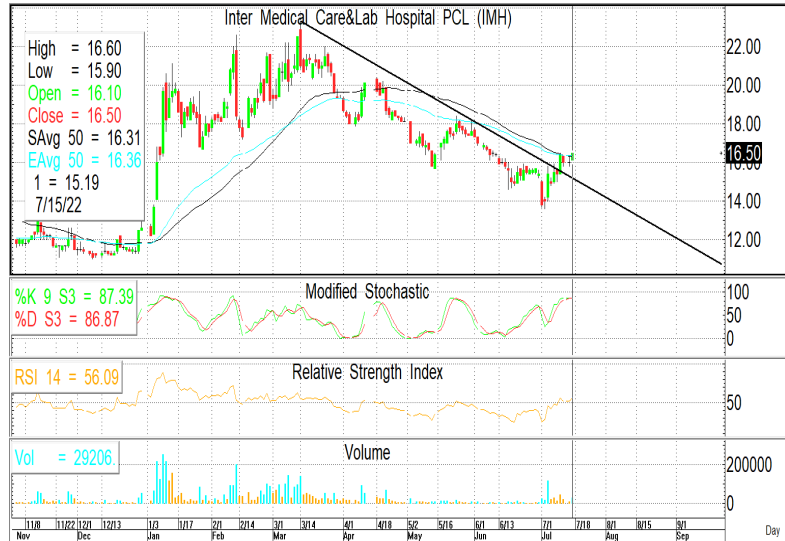 Inter Medical Care&Lab Hospital PCL (IMH)
High = 16.60
Low = 15.90
Open = 16.10
Close = 16.50
SAvg 50 = 16.31
EAvg 50 = 16.36
1 = 15.19
7/15/22
22.00
20.00
18.00
16.50
16.00
14.00
12.00
Modified Stochastic
%K 9 S3 = 87.39
%D S3 = 86.87
100
50
0
Relative Strength Index
RSI 14 = 56.09
50
Volume
Vol = 29206.
200000
0
11/8 11/22 12/1 12/13 1/3 1/17 2/1 2/14 3/1 3/14 4/1 4/18 5/2 5/16 6/1 6/13 7/1 7/18 8/1 8/15 9/1
Nov Dec Jan Feb Mar Apr May Jun Jul Aug Sep
Day